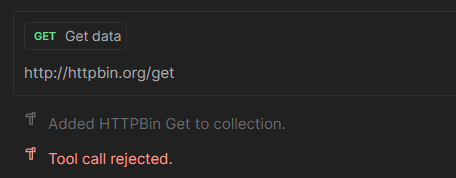 GET Get data
http://httpbin.org/get
Added HTTPBin Get to collection.
Tool call rejected.